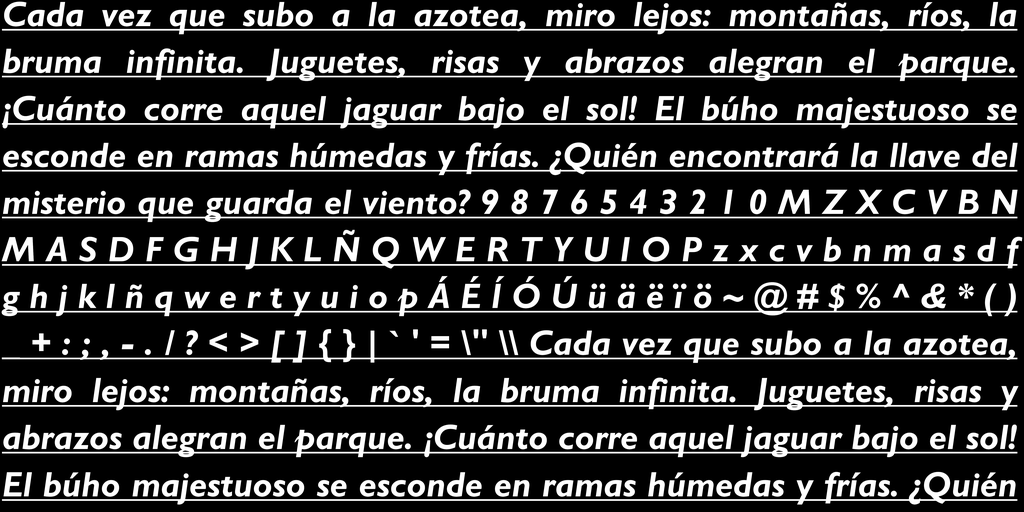 Cada vez que subo a la azotea, miro lejos: montañas, ríos, la
bruma infinita. Juguetes, risas y abrazos alegran el parque.
¡Cuánto corre aquel jaguar bajo el sol! El búho majestuoso se
esconde en ramas húmedas y frías. ¿Quién encontrará la llave del
misterio que guarda el viento? 9 8 7 6 5 4 3 2 1 0 M Z X C V B N
M A S D F G H J K L Ñ Q W E R T Y U I O P z x c v b n m a s d f
g h j k l ñ q w e r t y u i o p Á É Í Ó Ú ü ä ë ï ö ~ @ # $ % ^ & * ( )
_ + : ; , - . / ? < > [ ] { } | ` ' = \" \\ Cada vez que subo a la azotea,
miro lejos: montañas, ríos, la bruma infinita. Juguetes, risas y
abrazos alegran el parque. ¡Cuánto corre aquel jaguar bajo el sol!
El búho majestuoso se esconde en ramas húmedas y frías. ¿Quién